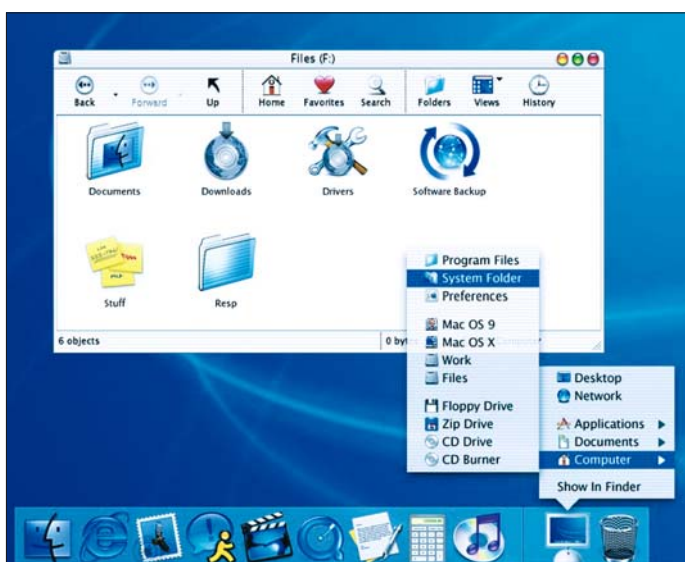 Files (F:)
Back Forward Up Home Favorites Search Folders Views History
Documents Downloads Drivers Software Backup
Stuff Resp
6 objects
0 by
Program Files
System Folder
Preferences
Mac OS 9
Mac OS X
Work
Files
Floppy Drive
Zip Drive
CD Drive
CD Burner
Desktop
Network
Applications
Documents
Computer
Show In Finder